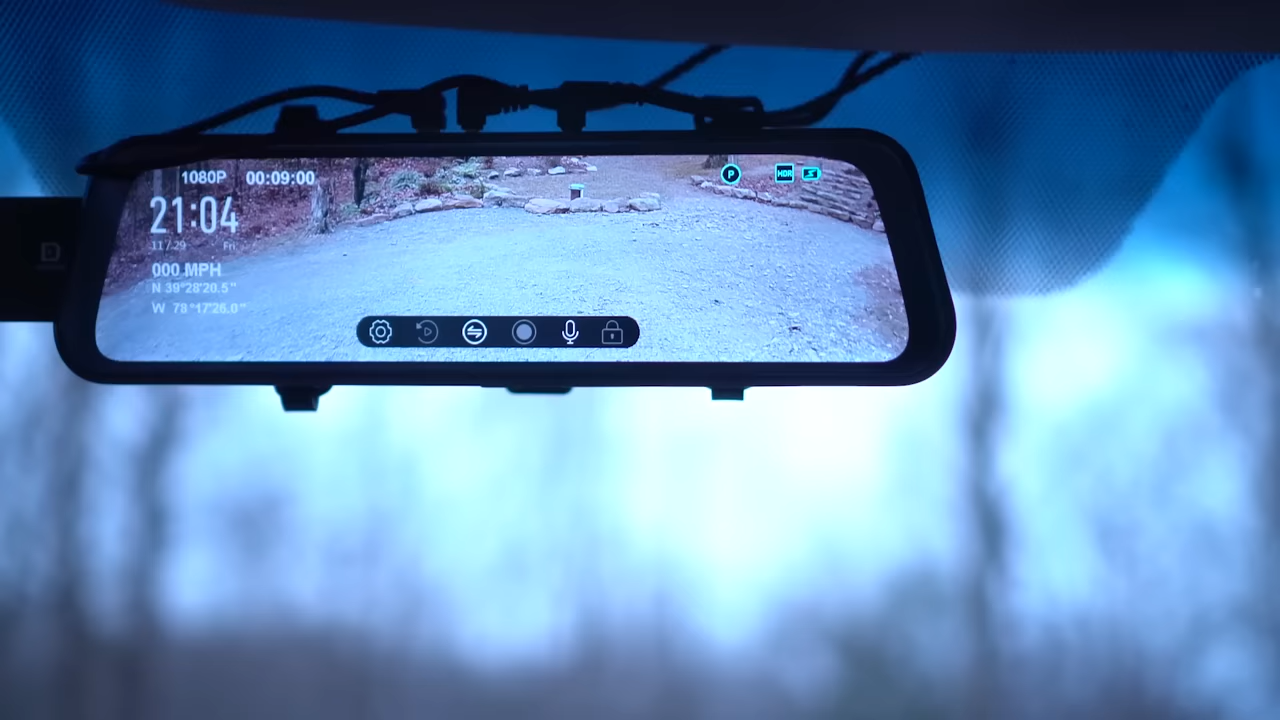 1080P 00:09:00
P HDR
21:04
11/29 Fri
000 MPH
N 39°28'20.5"
W 78°17'26.0"
D